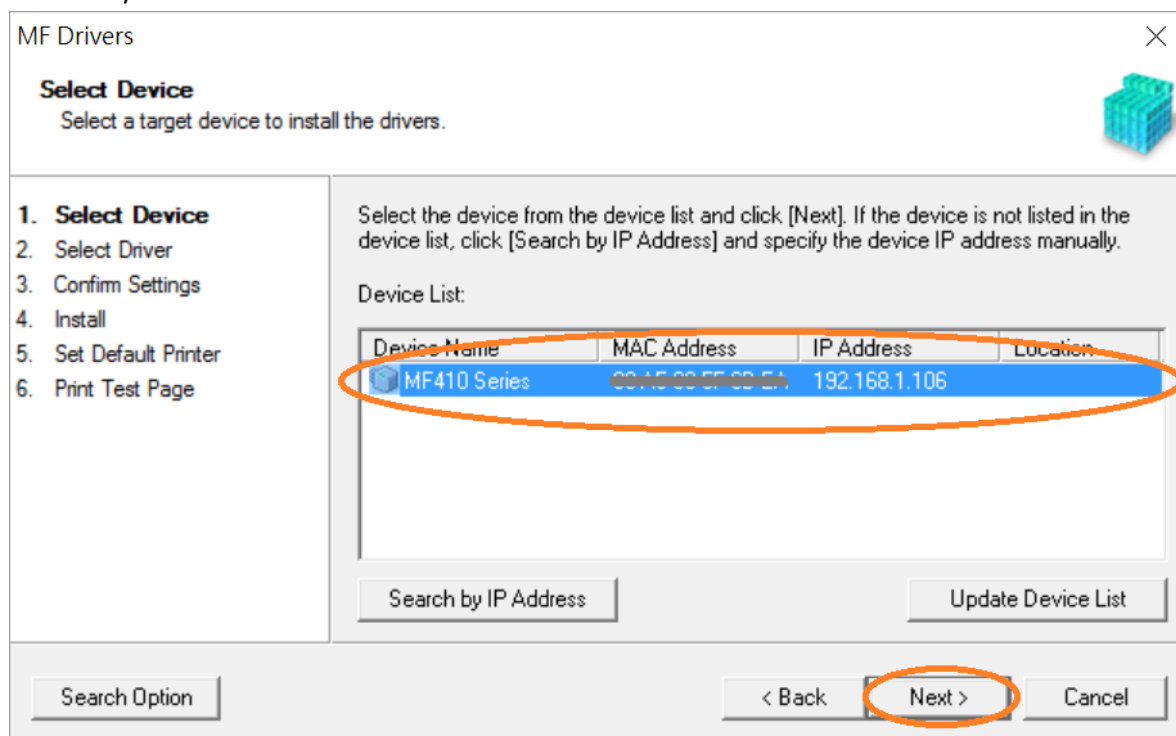 MF Drivers
Select Device
Select a target device to install the drivers.
1. Select Device
2. Select Driver
3. Confirm Settings
4. Install
5. Set Default Printer
6. Print Test Page
Select the device from the device list and click [Next]. If the device is not listed in the
device list, click [Search by IP Address] and specify the device IP address manually.
Device List:
Device Name MAC Address IP Address Location
MF410 Series 192.168.1.106
Search by IP Address Update Device List
Search Option < Back Next > Cancel